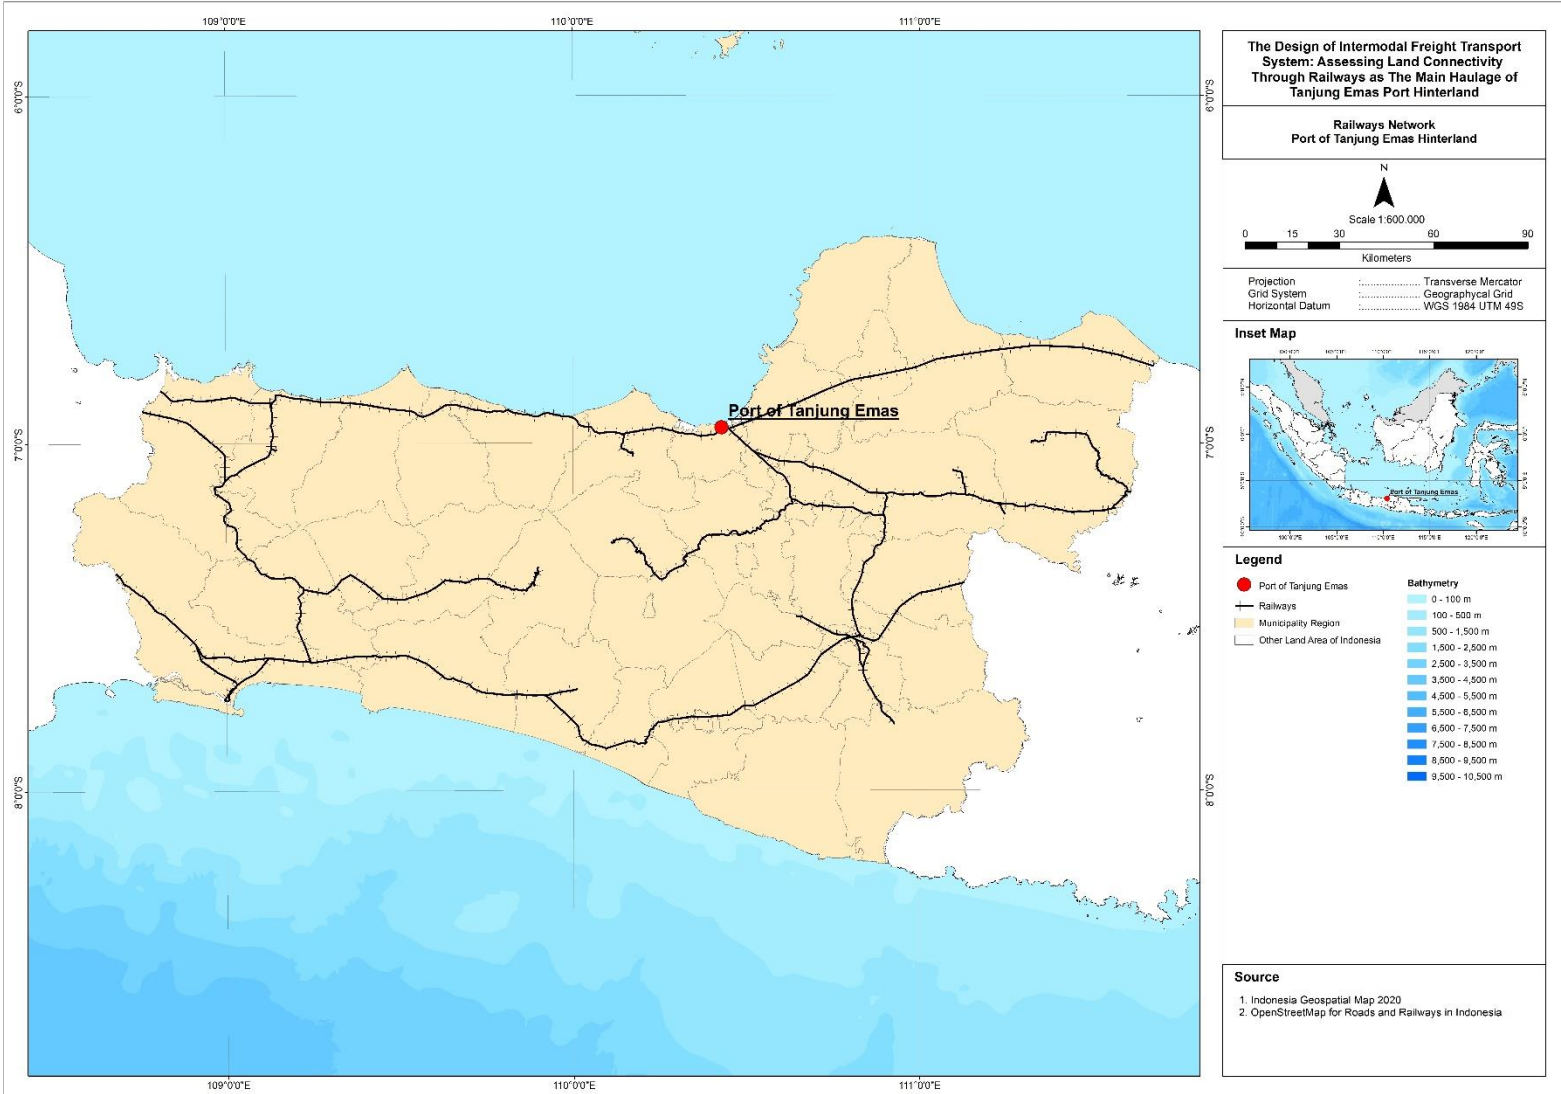 109°0'0"E
110°0'0"E
111°0'0"E
6°0'0"S
6°0'0"S
7°0'0"S
7°0'0"S
8°0'0"S
8°0'0"S
Port of Tanjung Emas
109°0'0"E
110°0'0"E
111°0'0"E
The Design of Intermodal Freight Transport
System: Assessing Land Connectivity
Through Railways as The Main Haulage of
Tanjung Emas Port Hinterland
Railways Network
Port of Tanjung Emas Hinterland
N
Scale 1:600.000
0 15 30 60 90
Kilometers
Projection :..................... Transverse Mercator
Grid System :..................... Geographycal Grid
Horizontal Datum :..................... WGS 1984 UTM 49S
Inset Map
Port of Tanjung Emas
Legend
Port of Tanjung Emas
Railways
Municipality Region
Other Land Area of Indonesia
Bathymetry
0 - 100 m
100 - 500 m
500 - 1,500 m
1,500 - 2,500 m
2,500 - 3,500 m
3,500 - 4,500 m
4,500 - 5,500 m
5,500 - 6,500 m
6,500 - 7,500 m
7,500 - 8,500 m
8,500 - 9,500 m
9,500 - 10,500 m
Source
1. Indonesia Geospatial Map 2020
2. OpenStreetMap for Roads and Railways in Indonesia